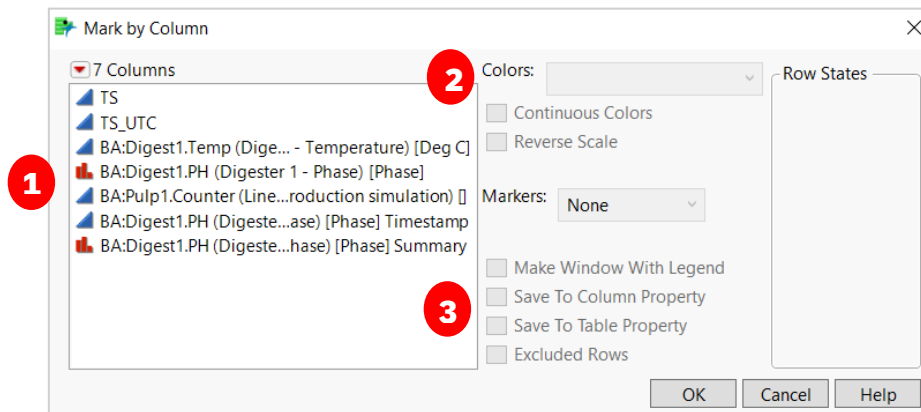 Mark by Column
7 Columns
TS
TS_UTC
BA:Digest1.Temp (Dige... - Temperature) [Deg C]
BA:Digest1.PH (Digester 1 - Phase) [Phase]
BA:Pulp1.Counter (Line...roduction simulation) []
BA:Digest1.PH (Digeste...ase) [Phase] Timestamp
BA:Digest1.PH (Digeste...hase) [Phase] Summary
1
2
Colors:
Continuous Colors
Reverse Scale
Markers: None
3
Make Window With Legend
Save To Column Property
Save To Table Property
Excluded Rows
Row States
OK Cancel Help